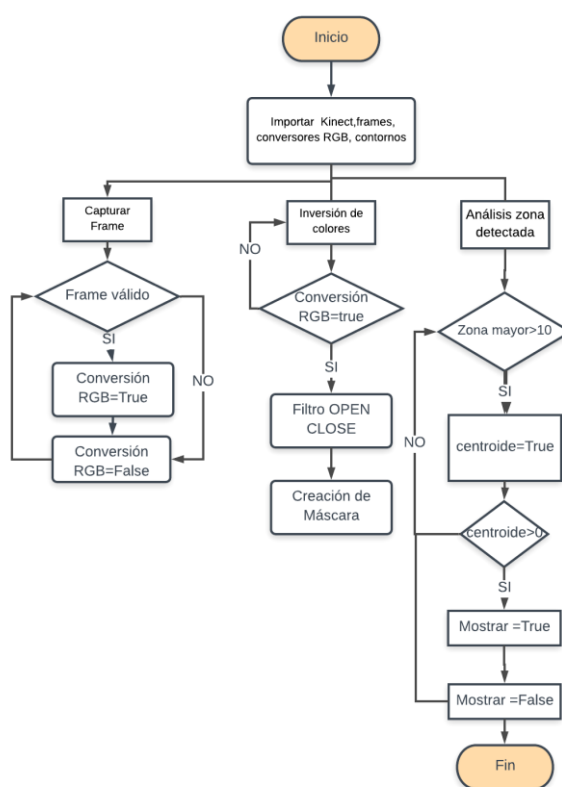 Inicio
Importar Kinect,frames,
conversores RGB, contornos
Capturar
Frame
Frame válido
SI
NO
Conversión
RGB=True
Conversión
RGB=False
Inversión de
colores
NO
Conversión
RGB=true
SI
Filtro OPEN
CLOSE
Creación de
Máscara
Análisis zona
detectada
Zona mayor>10
SI
NO
centroide=True
centroide>0
SI
Mostrar =True
Mostrar =False
Fin